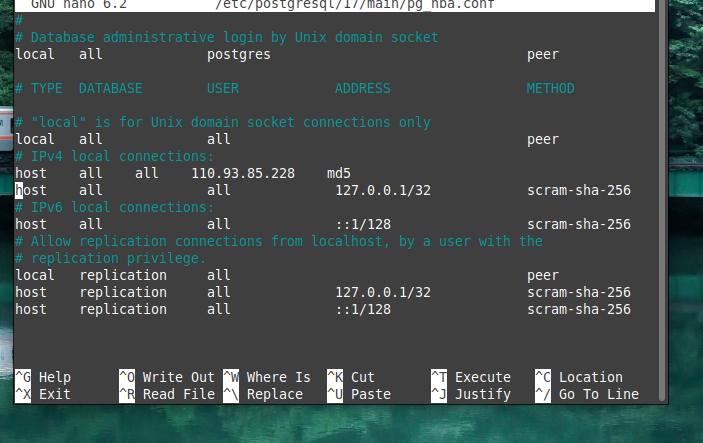 GNU nano 6.2 /etc/postgresql/17/main/pg_hba.conf
#
# Database administrative login by Unix domain socket
local all postgres peer
# TYPE DATABASE USER ADDRESS METHOD
# "local" is for Unix domain socket connections only
local all all peer
# IPv4 local connections:
host all all 110.93.85.228 md5
host all all 127.0.0.1/32 scram-sha-256
# IPv6 local connections:
host all all ::1/128 scram-sha-256
# Allow replication connections from localhost, by a user with the
# replication privilege.
local replication all peer
host replication all 127.0.0.1/32 scram-sha-256
host replication all ::1/128 scram-sha-256
^G Help ^O Write Out ^W Where Is ^K Cut ^T Execute ^C Location
^X Exit ^R Read File ^\ Replace ^U Paste ^J Justify ^/ Go To Line